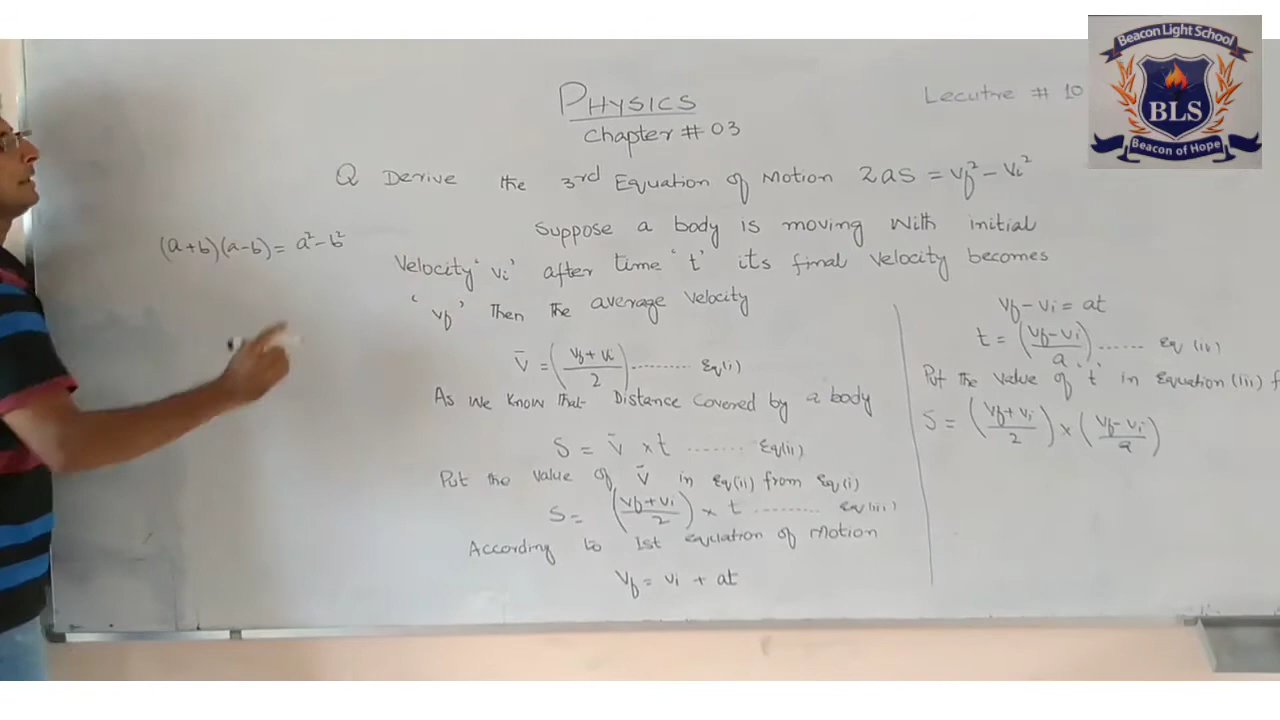 Beacon Light School
BLS
Beacon of Hope
PHYSICS
Chapter # 03
Lecutre # 10
Q Derive the 3rd Equation of Motion 2as = vf² - vi²
(a+b)(a-b) = a² - b²
Suppose a body is moving with initial
Velocity 'vi' after time 't' its final velocity becomes
'vf' Then the average velocity
v̄ = (vf + vi / 2) ......... Eq(i)
As we know that Distance covered by a body
S = v̄ × t ....... Eq(ii)
Put the value of v̄ in Eq(ii) from Eq(i)
S = (vf + vi / 2) × t ......... Eq(iii)
According to 1st equation of Motion
vf = vi + at
vf - vi = at
t = (vf - vi / a) ...... Eq (iv)
Put the value of 't' in Equation (iii)
S = (vf + vi / 2) × (vf - vi / a)